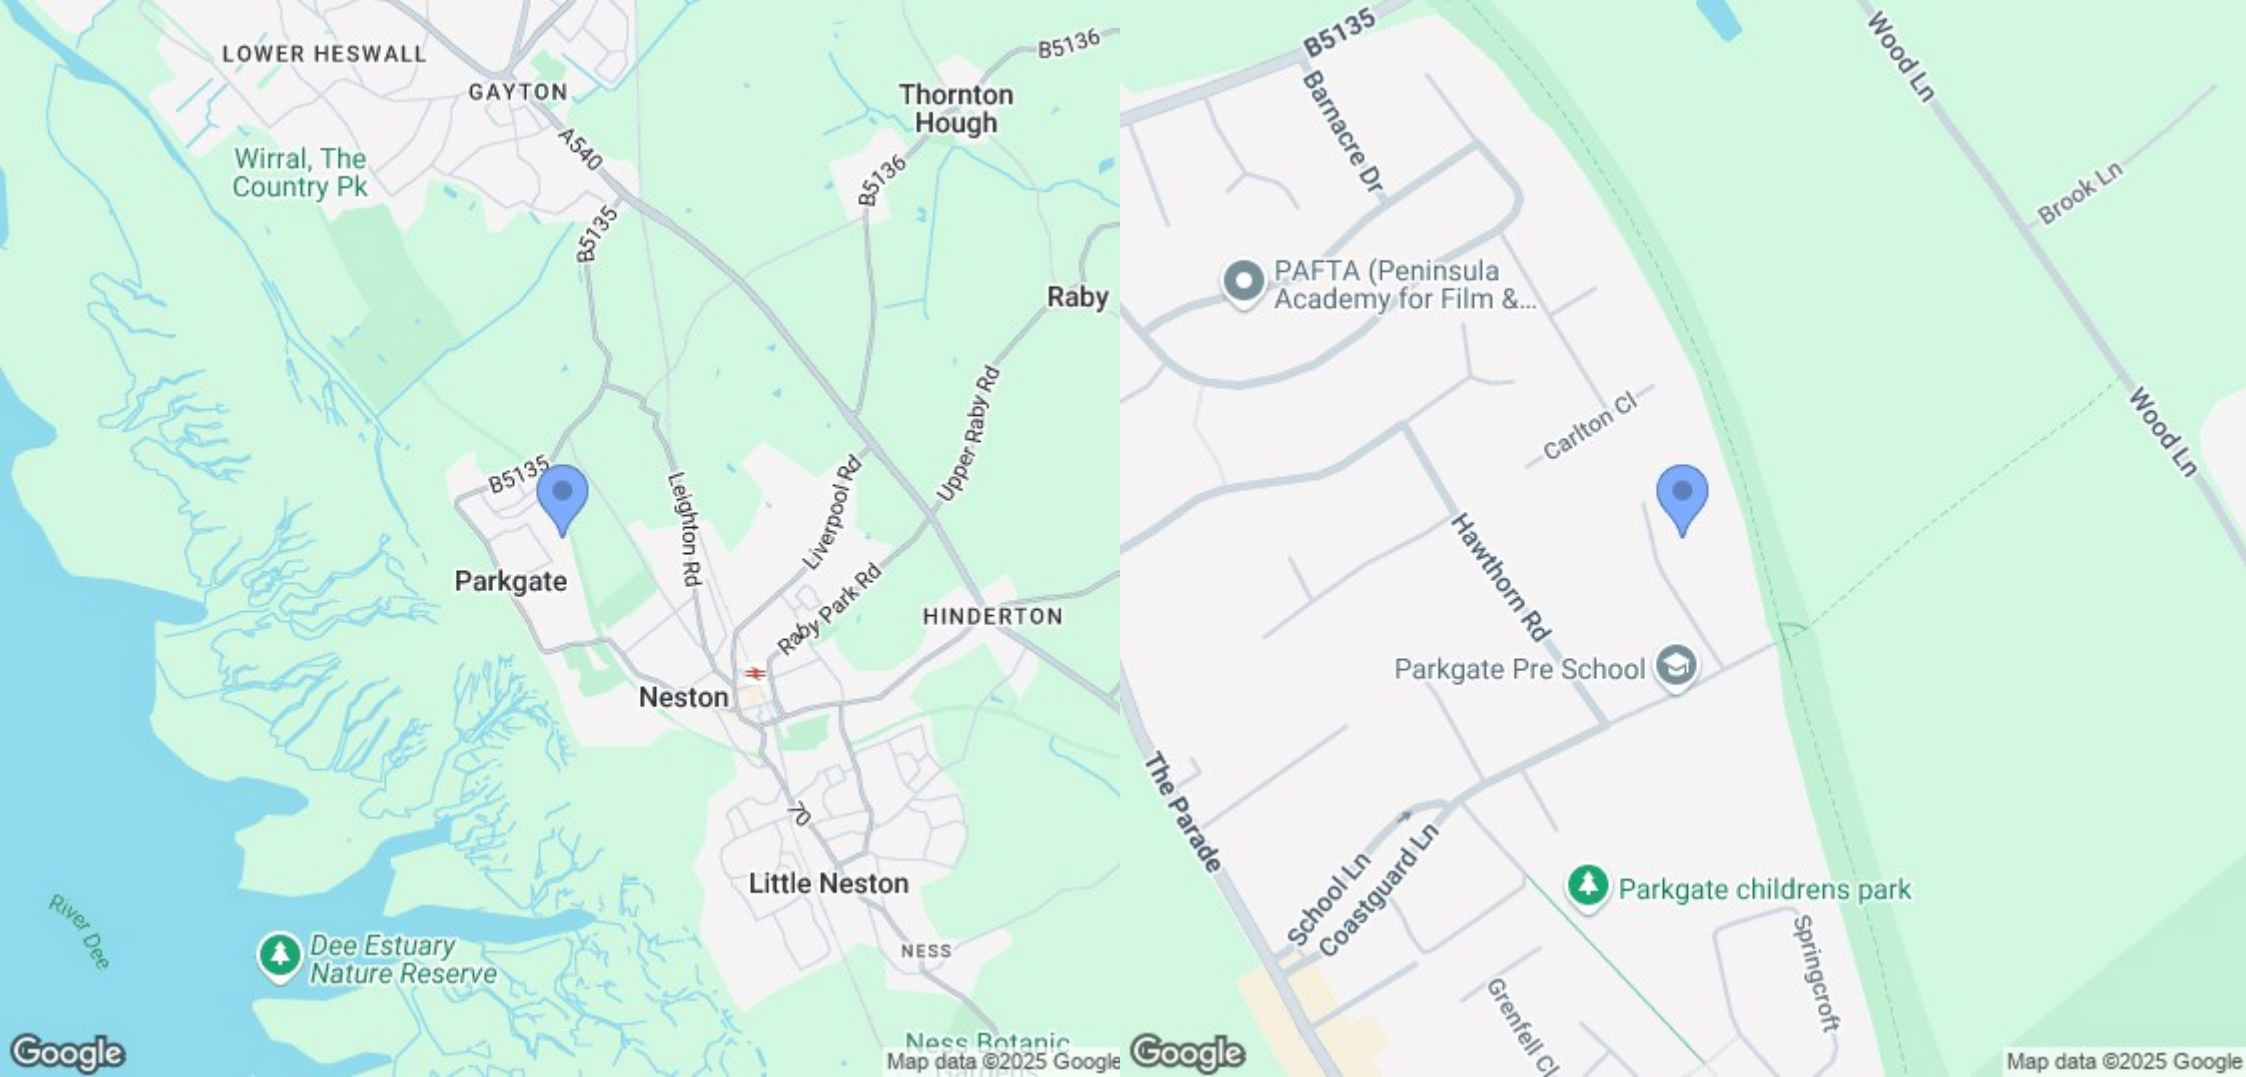 LOWER HESWALL
GAYTON
A540
Wirral, The
Country Pk
B5135
B5136
Thornton
Hough
B5136
Raby
Upper Raby Rd
B5135
Leighton Rd
Liverpool Rd
Raby Park Rd
Parkgate
HINDERTON
Neston
70
Little Neston
River Dee
Dee Estuary
Nature Reserve
NESS
Ness Botanic
Gardens
Google
Map data ©2025 Google
B5135
Barnacre Dr
Wood Ln
Brook Ln
PAFTA (Peninsula
Academy for Film &...
Carlton Cl
Wood Ln
Hawthorn Rd
Parkgate Pre School
The Parade
School Ln
Coastguard Ln
Parkgate childrens park
Springcroft
Grenfell Cl
Google
Map data ©2025 Google